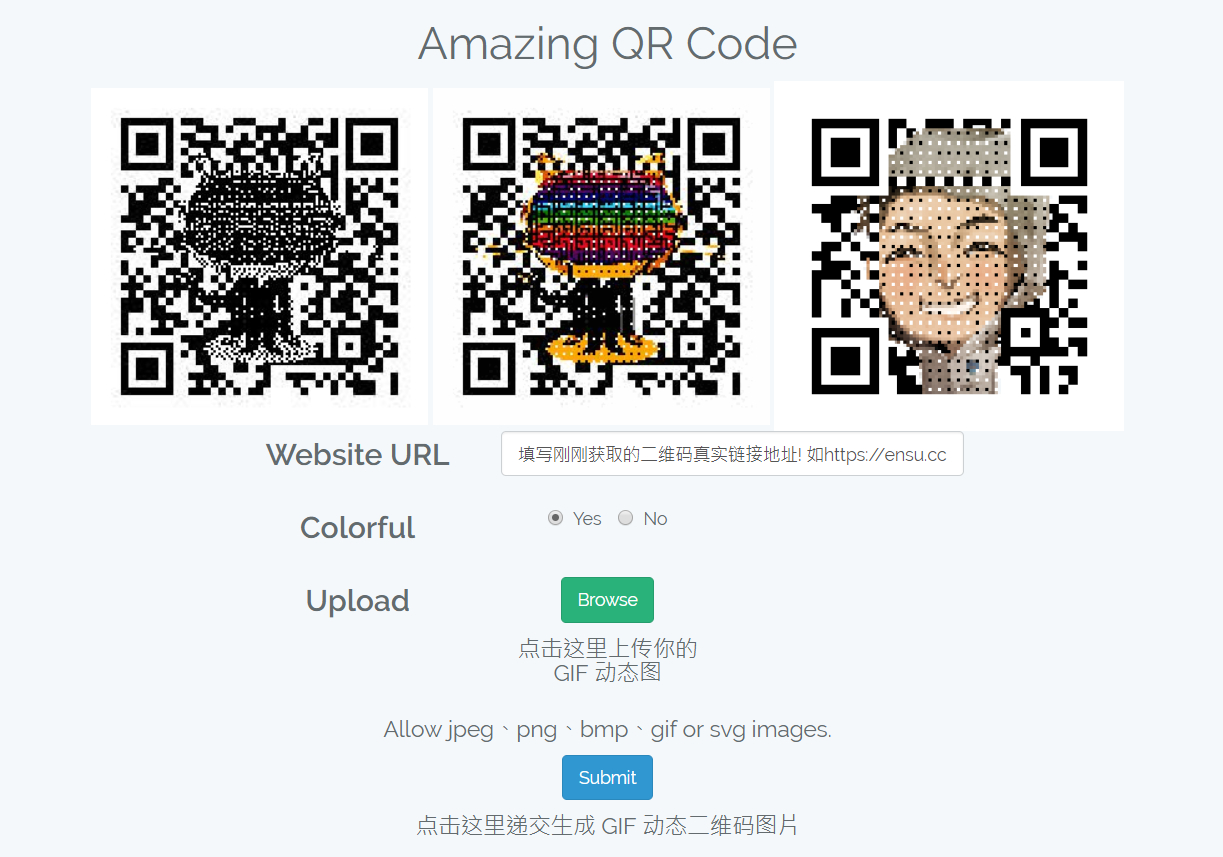 Amazing QR Code
Website URL
填写刚刚获取的二维码真实链接地址! 如https://ensu.cc
Colorful
Yes
No
Upload
Browse
点击这里上传你的
GIF 动态图
Allow jpeg、png、bmp、gif or svg images.
Submit
点击这里递交生成 GIF 动态二维码图片